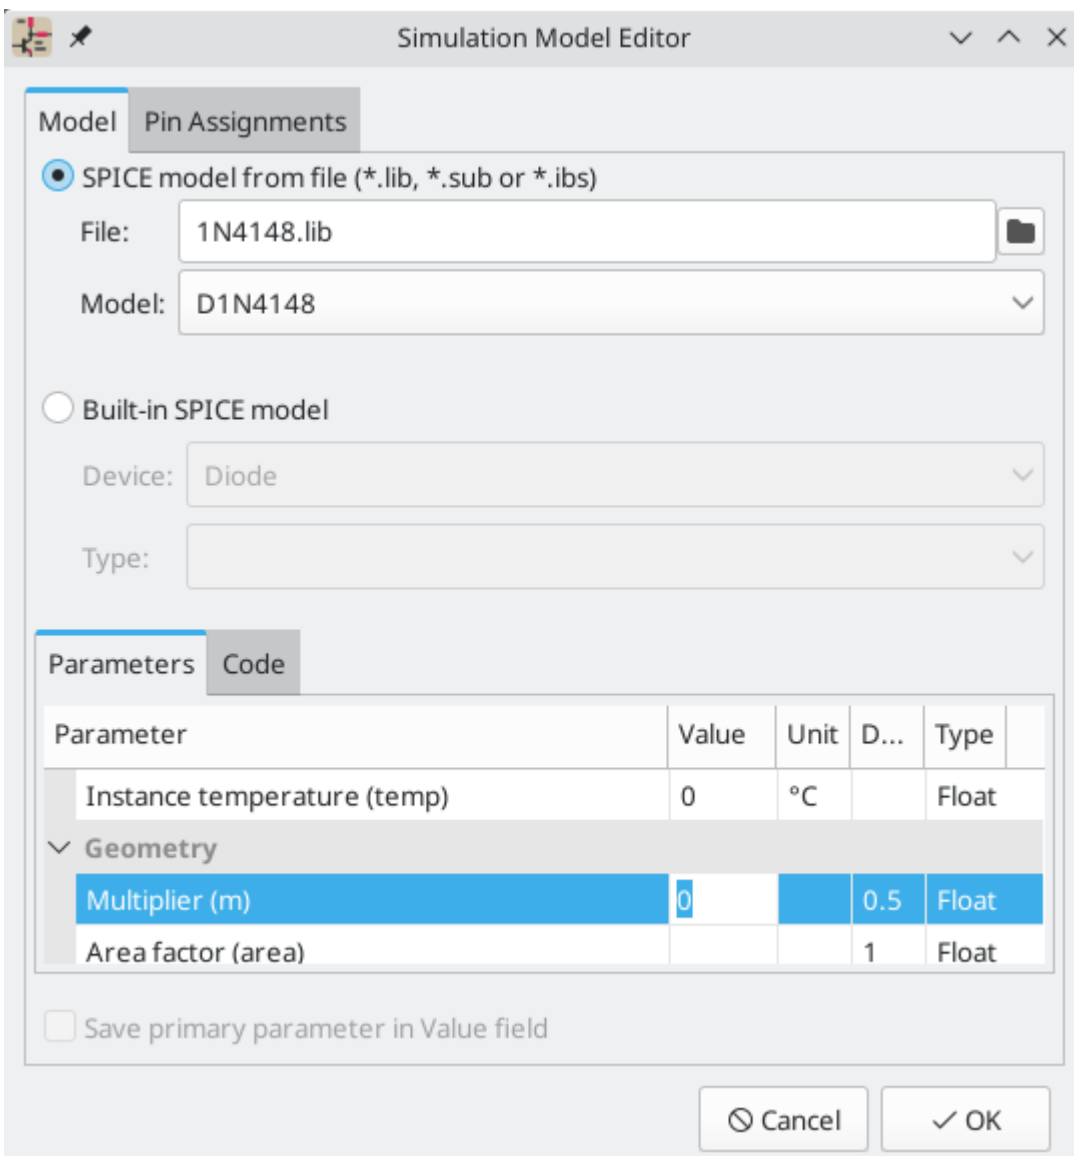 Simulation Model Editor
Model Pin Assignments
SPICE model from file (*.lib, *.sub or *.ibs)
File: 1N4148.lib
Model: D1N4148
Built-in SPICE model
Device: Diode
Type:
Parameters Code
Parameter Value Unit D... Type
Instance temperature (temp) 0 °C Float
Geometry
Multiplier (m) 0 0.5 Float
Area factor (area) 1 Float
Save primary parameter in Value field
Cancel OK